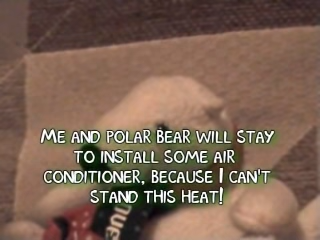 Me and polar bear will stay
to install some air
conditioner, because I can't
stand this heat!